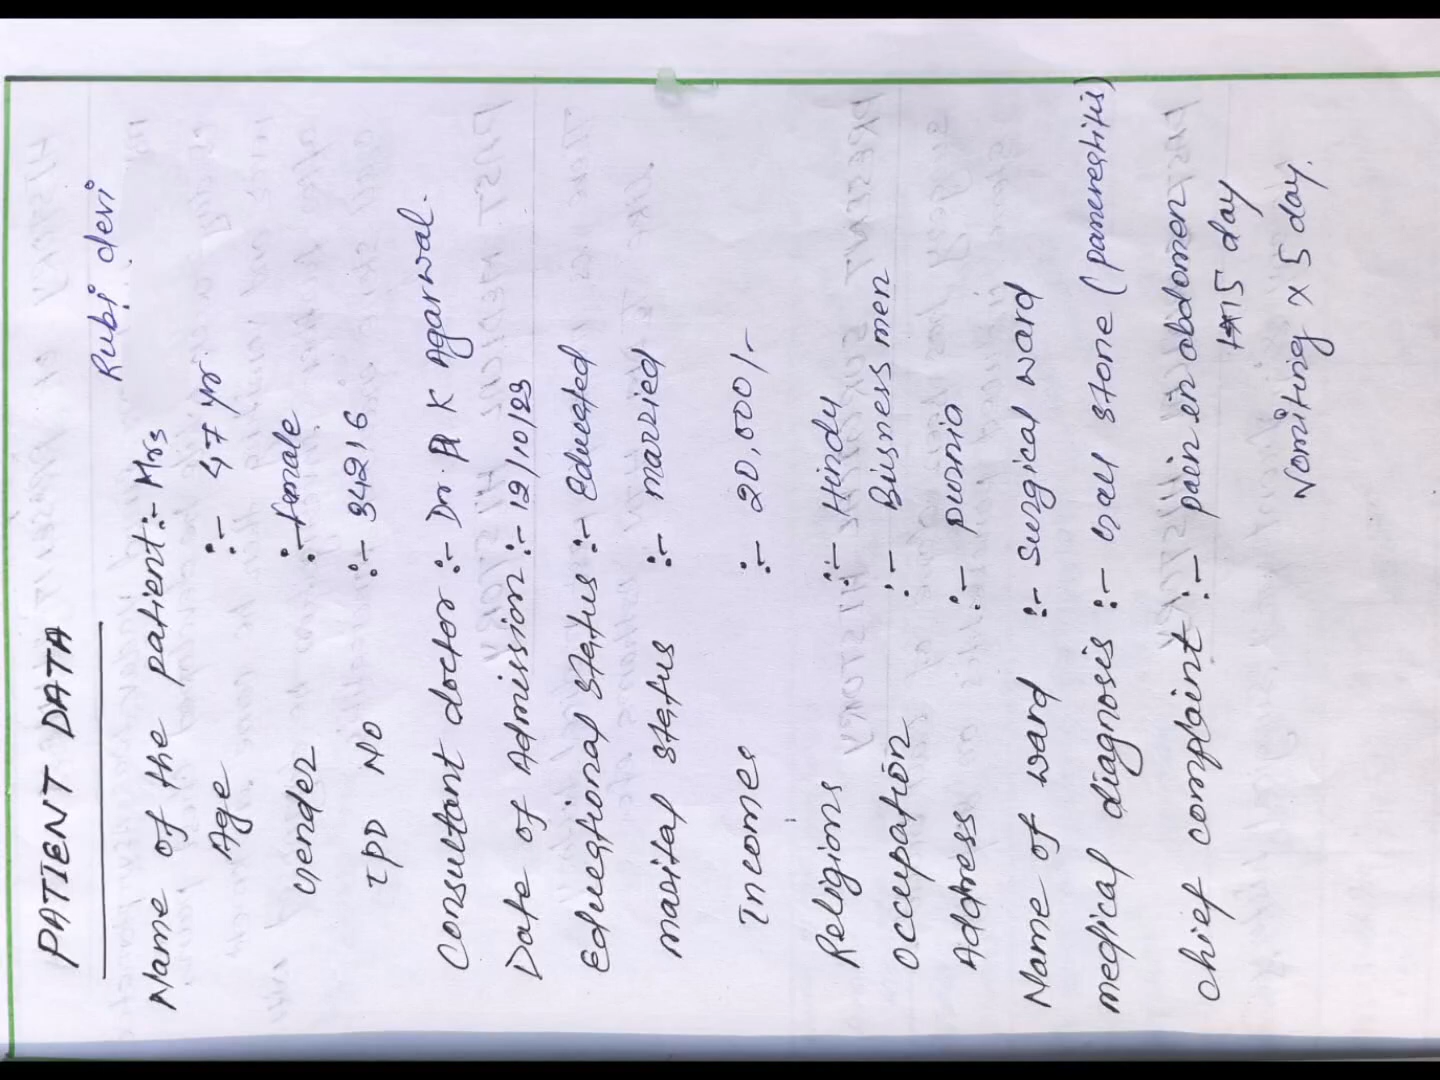 PATIENT DATA
Name of the patient :- Mrs Rubi devi
Age :- 47 yr.
Gender :- female
IPD NO :- 34216
Consultant doctor :- Dr. K Agarwal.
Date of Admission :- 12/10/23
Educational status :- Educated
marital status :- married
Income :- 20,000/-
Religions :- Hindu
Occupation :- Business men
Address :- purnia
Name of ward :- Surgical ward
medical diagnosis :- Gall stone (pancreatitis)
chief complaint :- pain in abdomen
15 day
Vomiting x 5 day.